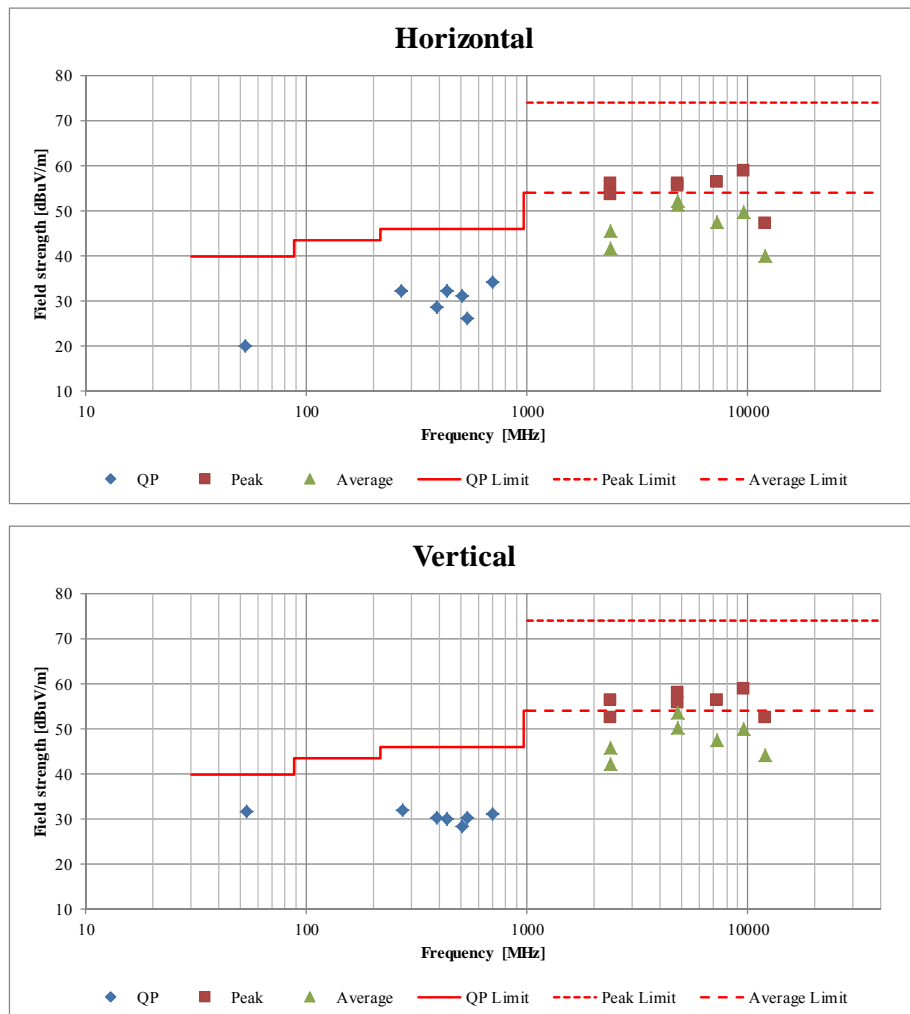 Horizontal
80
70
60
50
40
30
20
10
Field strength [dBuV/m]
10 100 1000 10000
Frequency [MHz]
QP Peak Average QP Limit Peak Limit Average Limit
Vertical
80
70
60
50
40
30
20
10
Field strength [dBuV/m]
10 100 1000 10000
Frequency [MHz]
QP Peak Average QP Limit Peak Limit Average Limit